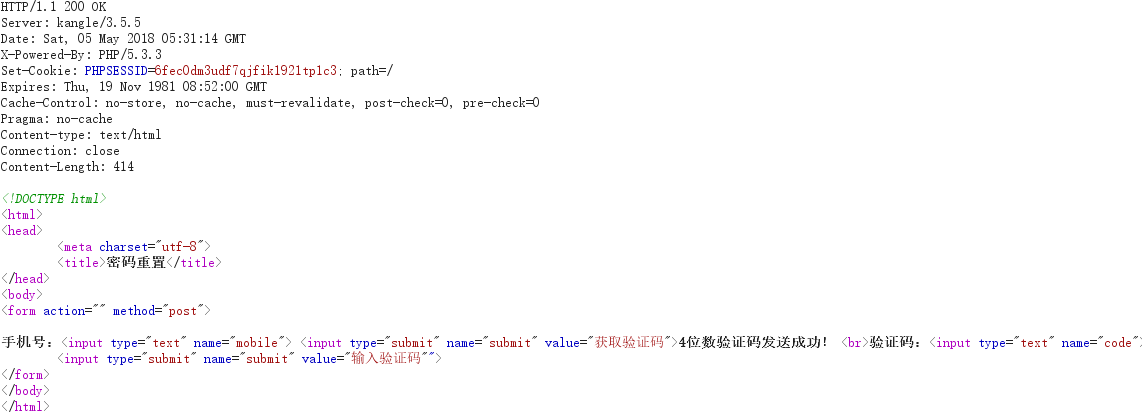 HTTP/1.1 200 OK
Server: kangle/3.5.5
Date: Sat, 05 May 2018 05:31:14 GMT
X-Powered-By: PHP/5.3.3
Set-Cookie: PHPSESSID=6fec0dm3udf7qjfik1921tp1c3; path=/
Expires: Thu, 19 Nov 1981 08:52:00 GMT
Cache-Control: no-store, no-cache, must-revalidate, post-check=0, pre-check=0
Pragma: no-cache
Content-type: text/html
Connection: close
Content-Length: 414
<!DOCTYPE html>
<html>
<head>
<meta charset="utf-8">
<title>密码重置</title>
</head>
<body>
<form action="" method="post">
手机号：<input type="text" name="mobile"> <input type="submit" name="submit" value="获取验证码">4位数验证码发送成功！ <br>验证码：<input type="text" name="code">
<input type="submit" name="submit" value="输入验证码"">
</form>
</body>
</html>